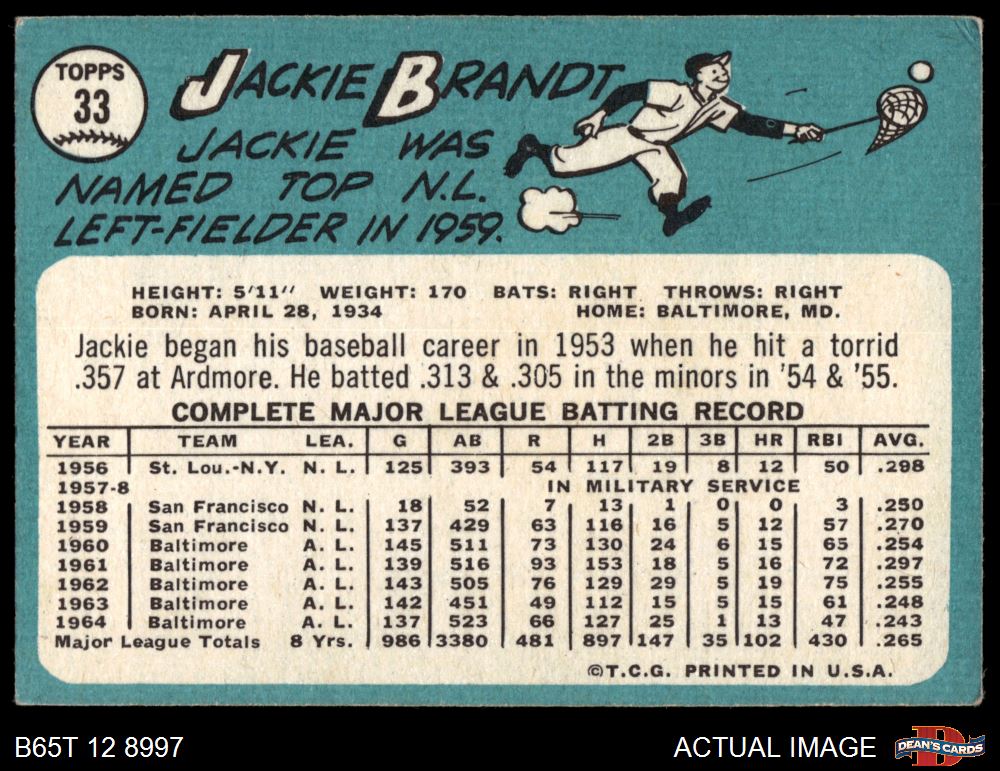 TOPPS
33
JACKIE BRANDT
JACKIE WAS
NAMED TOP N.L.
LEFT-FIELDER IN 1959.
HEIGHT: 5'11" WEIGHT: 170 BATS: RIGHT THROWS: RIGHT
BORN: APRIL 28, 1934 HOME: BALTIMORE, MD.
Jackie began his baseball career in 1953 when he hit a torrid
.357 at Ardmore. He batted .313 & .305 in the minors in '54 & '55.
COMPLETE MAJOR LEAGUE BATTING RECORD
YEAR TEAM LEA. G AB R H 2B 3B HR RBI AVG.
1956 St. Lou.-N.Y. N. L. 125 393 54 117 19 8 12 50 .298
1957-8 IN MILITARY SERVICE
1958 San Francisco N. L. 18 52 7 13 1 0 0 3 .250
1959 San Francisco N. L. 137 429 63 116 16 5 12 57 .270
1960 Baltimore A. L. 145 511 73 130 24 6 15 65 .254
1961 Baltimore A. L. 139 516 93 153 18 5 16 72 .297
1962 Baltimore A. L. 143 505 76 129 29 5 19 75 .255
1963 Baltimore A. L. 142 451 49 112 15 5 15 61 .248
1964 Baltimore A. L. 137 523 66 127 25 1 13 47 .243
Major League Totals 8 Yrs. 986 3380 481 897 147 35 102 430 .265
©T.C.G. PRINTED IN U.S.A.
B65T 12 8997 ACTUAL IMAGE DEAN'S CARDS